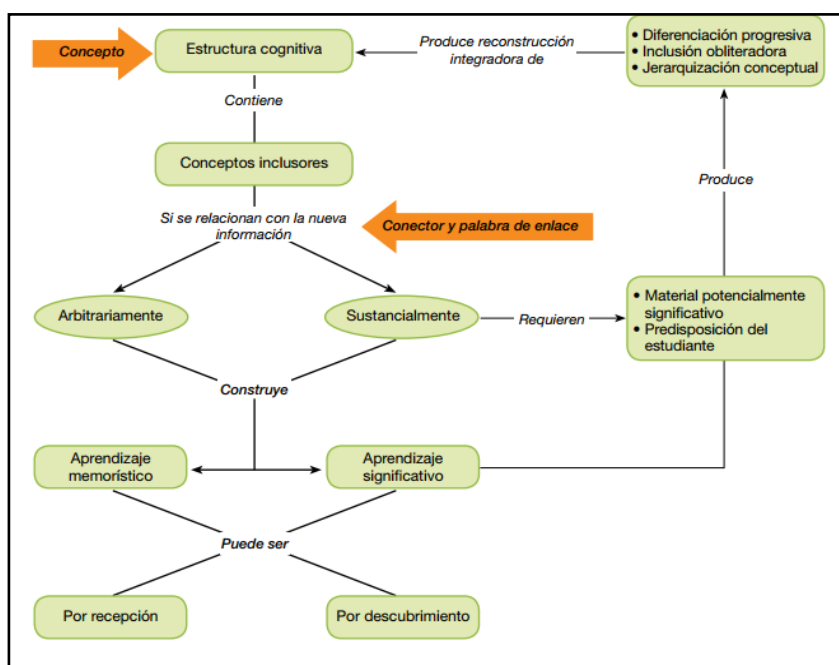 Concepto
Estructura cognitiva
Produce reconstrucción
integradora de
• Diferenciación progresiva
• Inclusión obliteradora
• Jerarquización conceptual
Contiene
Conceptos inclusores
Produce
Si se relacionan con la nueva
información
Conector y palabra de enlace
Arbitrariamente
Sustancialmente
Requieren
• Material potencialmente
significativo
• Predisposición del
estudiante
Construye
Aprendizaje
memorístico
Aprendizaje
significativo
Puede ser
Por recepción
Por descubrimiento